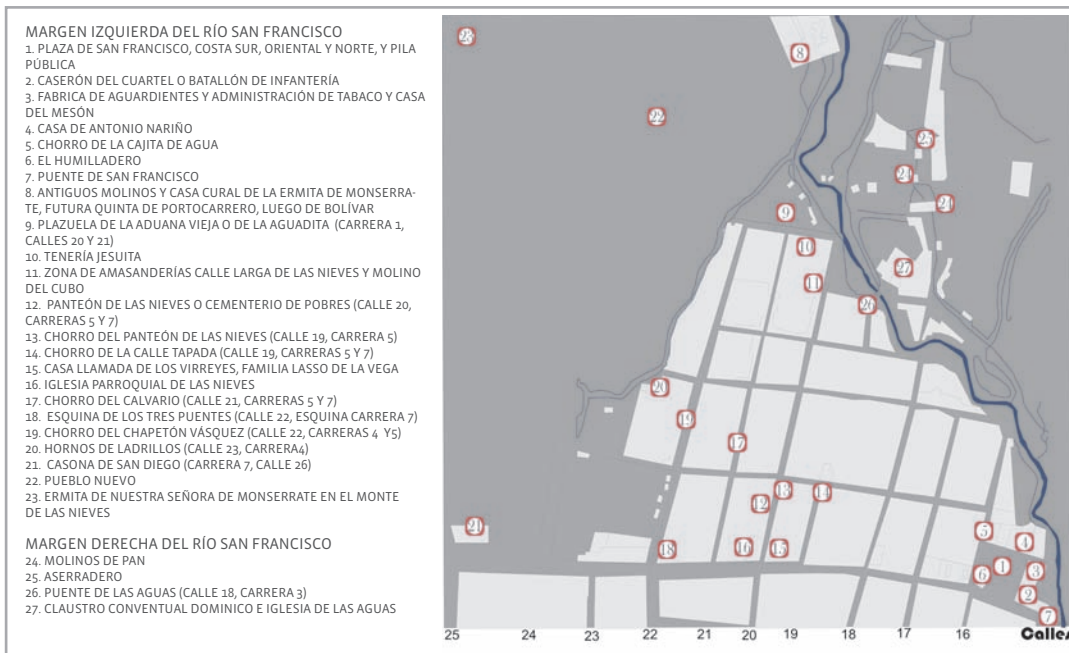 MARGEN IZQUIERDA DEL RÍO SAN FRANCISCO
1. PLAZA DE SAN FRANCISCO, COSTA SUR, ORIENTAL Y NORTE, Y PILA
PÚBLICA
2. CASERÓN DEL CUARTEL O BATALLÓN DE INFANTERÍA
3. FABRICA DE AGUARDIENTES Y ADMINISTRACIÓN DE TABACO Y CASA
DEL MESÓN
4. CASA DE ANTONIO NARIÑO
5. CHORRO DE LA CAJITA DE AGUA
6. EL HUMILLADERO
7. PUENTE DE SAN FRANCISCO
8. ANTIGUOS MOLINOS Y CASA CURAL DE LA ERMITA DE MONSERRA-
TE, FUTURA QUINTA DE PORTOCARRERO, LUEGO DE BOLÍVAR
9. PLAZUELA DE LA ADUANA VIEJA O DE LA AGUADITA (CARRERA 1,
CALLES 20 Y 21)
10. TENERÍA JESUITA
11. ZONA DE AMASANDERÍAS CALLE LARGA DE LAS NIEVES Y MOLINO
DEL CUBO
12. PANTEÓN DE LAS NIEVES O CEMENTERIO DE POBRES (CALLE 20,
CARRERAS 5 Y 7)
13. CHORRO DEL PANTEÓN DE LAS NIEVES (CALLE 19, CARRERA 5)
14. CHORRO DE LA CALLE TAPADA (CALLE 19, CARRERAS 5 Y 7)
15. CASA LLAMADA DE LOS VIRREYES, FAMILIA LASSO DE LA VEGA
16. IGLESIA PARROQUIAL DE LAS NIEVES
17. CHORRO DEL CALVARIO (CALLE 21, CARRERAS 5 Y 7)
18. ESQUINA DE LOS TRES PUENTES (CALLE 22, ESQUINA CARRERA 7)
19. CHORRO DEL CHAPETÓN VÁSQUEZ (CALLE 22, CARRERAS 4 Y5)
20. HORNOS DE LADRILLOS (CALLE 23, CARRERA4)
21. CASONA DE SAN DIEGO (CARRERA 7, CALLE 26)
22. PUEBLO NUEVO
23. ERMITA DE NUESTRA SEÑORA DE MONSERRATE EN EL MONTE
DE LAS NIEVES
MARGEN DERECHA DEL RÍO SAN FRANCISCO
24. MOLINOS DE PAN
25. ASERRADERO
26. PUENTE DE LAS AGUAS (CALLE 18, CARRERA 3)
27. CLAUSTRO CONVENTUAL DOMINICO E IGLESIA DE LAS AGUAS
23
8
22
25
24
24
9
10
27
11
26
20
19
17
13
14
12
21
5
4
18
16
15
1
3
6
2
7
25 24 23 22 21 20 19 18 17 16 Calles